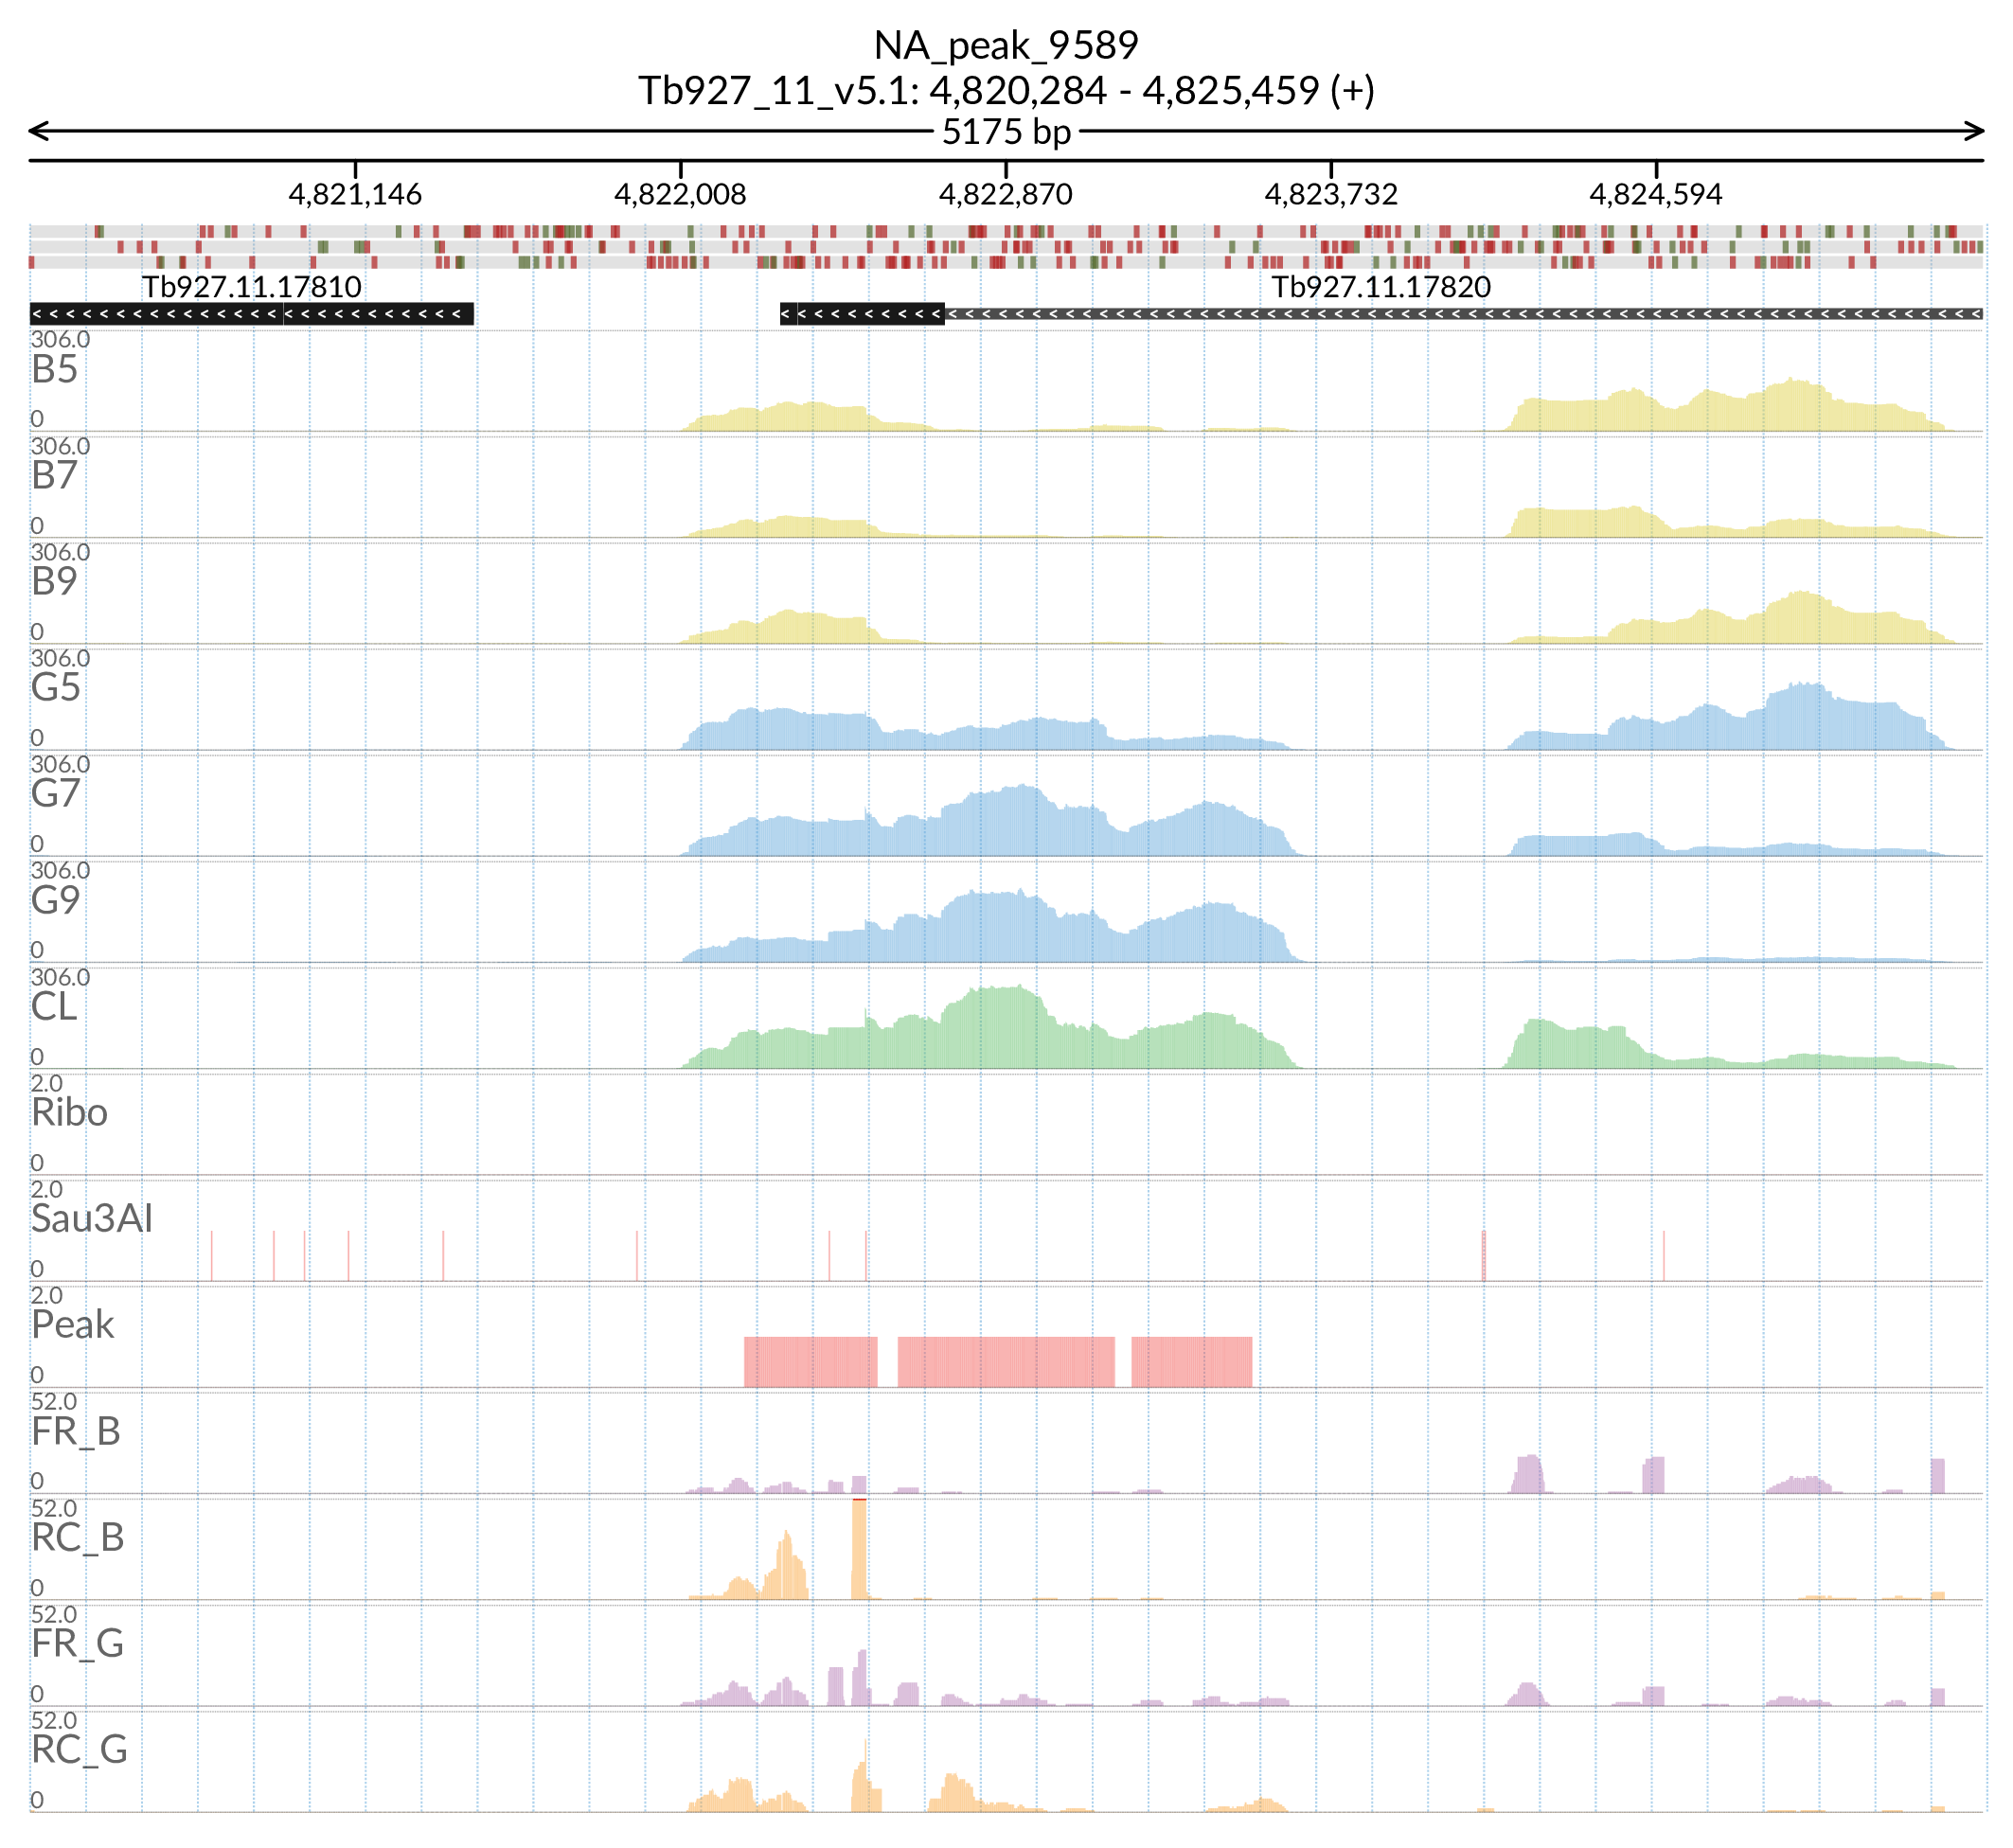 NA_peak_9589
Tb927_11_v5.1: 4,820,284 - 4,825,459 (+)
5175 bp
4,821,146 4,822,008 4,822,870 4,823,732 4,824,594
Tb927.11.17810 Tb927.11.17820
306.0
B5
0
306.0
B7
0
306.0
B9
0
306.0
G5
0
306.0
G7
0
306.0
G9
0
306.0
CL
0
2.0
Ribo
0
2.0
Sau3AI
0
2.0
Peak
0
52.0
FR_B
0
52.0
RC_B
0
52.0
FR_G
0
52.0
RC_G
0